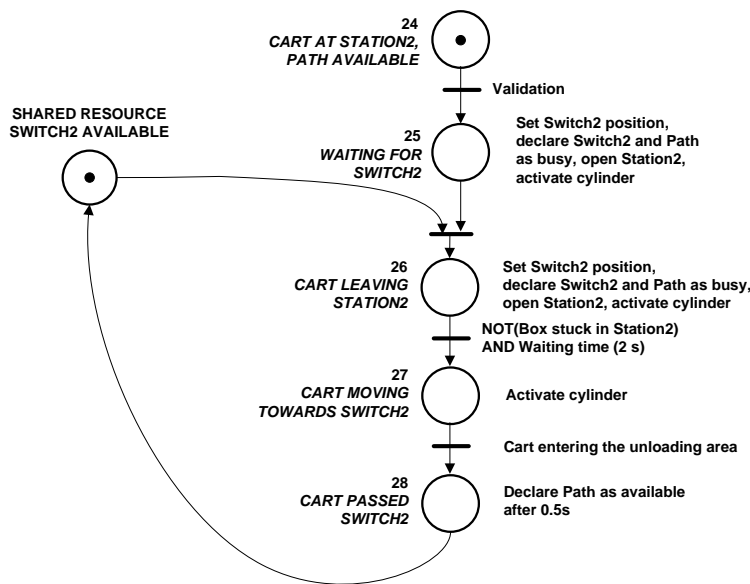 24
CART AT STATION2,
PATH AVAILABLE
Validation
SHARED RESOURCE
SWITCH2 AVAILABLE
25
WAITING FOR
SWITCH2
Set Switch2 position,
declare Switch2 and Path
as busy, open Station2,
activate cylinder
26
CART LEAVING
STATION2
Set Switch2 position,
declare Switch2 and Path as busy,
open Station2, activate cylinder
NOT(Box stuck in Station2)
AND Waiting time (2 s)
27
CART MOVING
TOWARDS SWITCH2
Activate cylinder
Cart entering the unloading area
28
CART PASSED
SWITCH2
Declare Path as available
after 0.5s